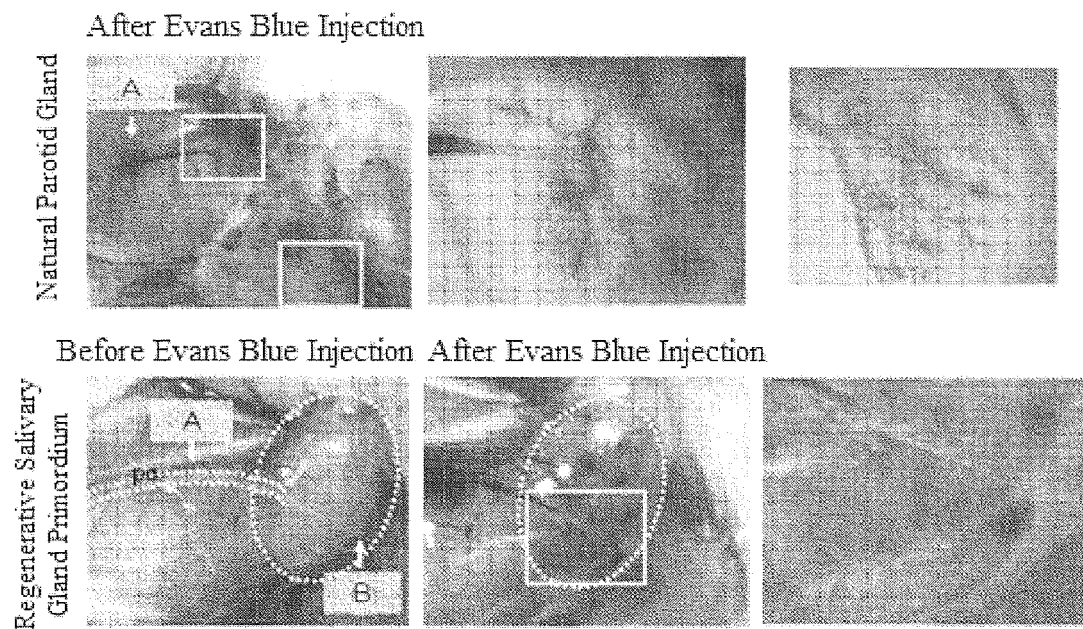 After Evans Blue Injection
Natural Parotid Gland
A
Before Evans Blue Injection
After Evans Blue Injection
Regenerative Salivary
Gland Primordium
A
B